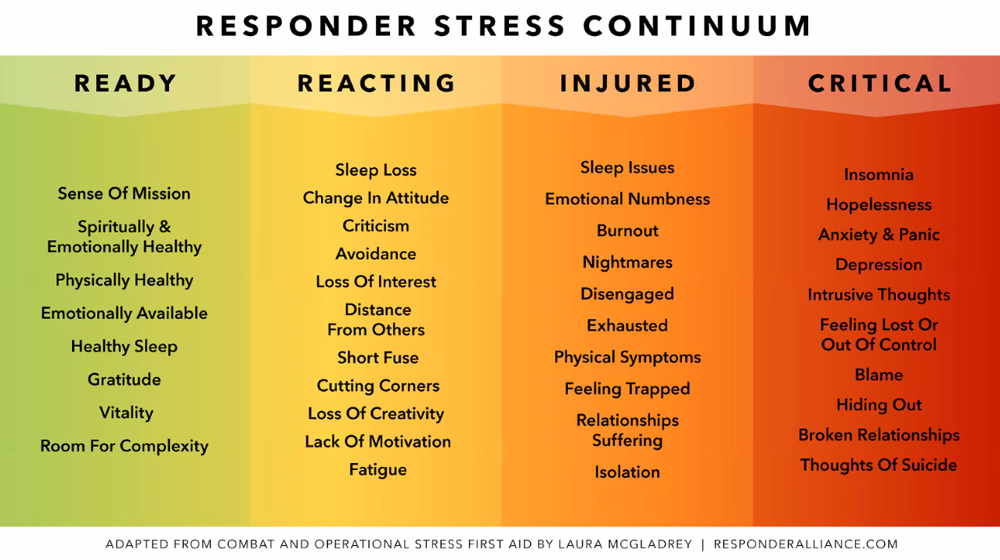 RESPONDER STRESS CONTINUUM
READY
Sense Of Mission
Spiritually &
Emotionally Healthy
Physically Healthy
Emotionally Available
Healthy Sleep
Gratitude
Vitality
Room For Complexity
REACTING
Sleep Loss
Change In Attitude
Criticism
Avoidance
Loss Of Interest
Distance
From Others
Short Fuse
Cutting Corners
Loss Of Creativity
Lack Of Motivation
Fatigue
INJURED
Sleep Issues
Emotional Numbness
Burnout
Nightmares
Disengaged
Exhausted
Physical Symptoms
Feeling Trapped
Relationships
Suffering
Isolation
CRITICAL
Insomnia
Hopelessness
Anxiety & Panic
Depression
Intrusive Thoughts
Feeling Lost Or
Out Of Control
Blame
Hiding Out
Broken Relationships
Thoughts Of Suicide
ADAPTED FROM COMBAT AND OPERATIONAL STRESS FIRST AID BY LAURA MCGLADREY | RESPONDERALLIANCE.COM